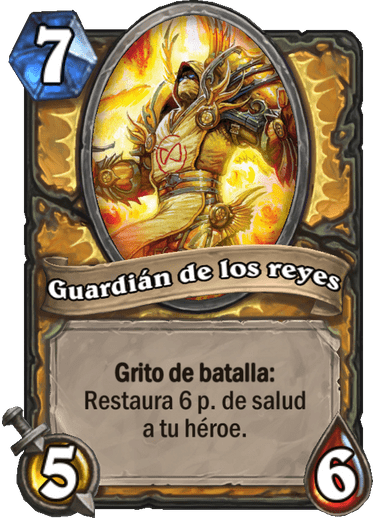 7
Guardián de los reyes
Grito de batalla:
Restaura 6 p. de salud
a tu héroe.
5
6